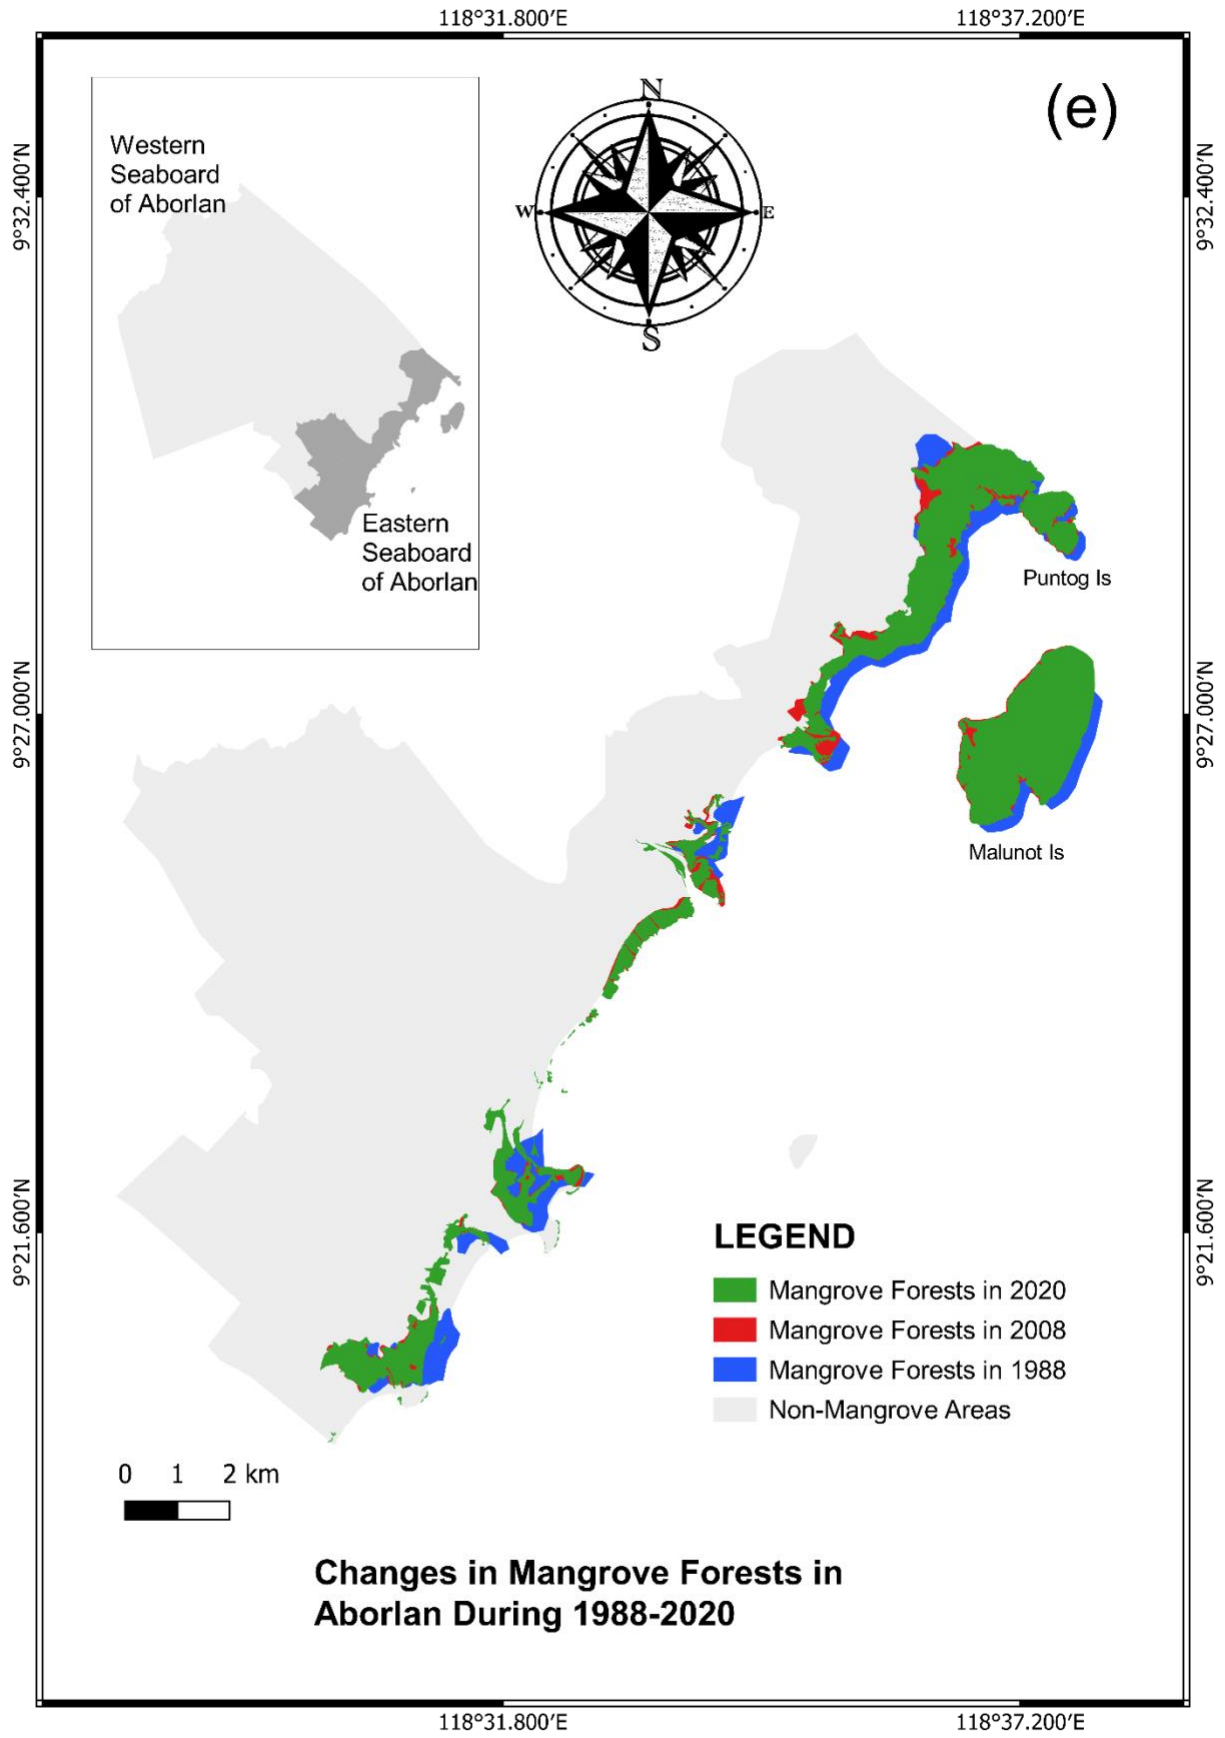 118°31.800′E
118°37.200′E
(e)
N
W
E
S
Western
Seaboard
of Aborlan
9°32.400′N
9°32.400′N
Eastern
Seaboard
of Aborlan
Puntog Is
9°27.000′N
9°27.000′N
Malunot Is
9°21.600′N
9°21.600′N
LEGEND
Mangrove Forests in 2020
Mangrove Forests in 2008
Mangrove Forests in 1988
Non-Mangrove Areas
0 1 2 km
Changes in Mangrove Forests in
Aborlan During 1988-2020
118°31.800′E
118°37.200′E